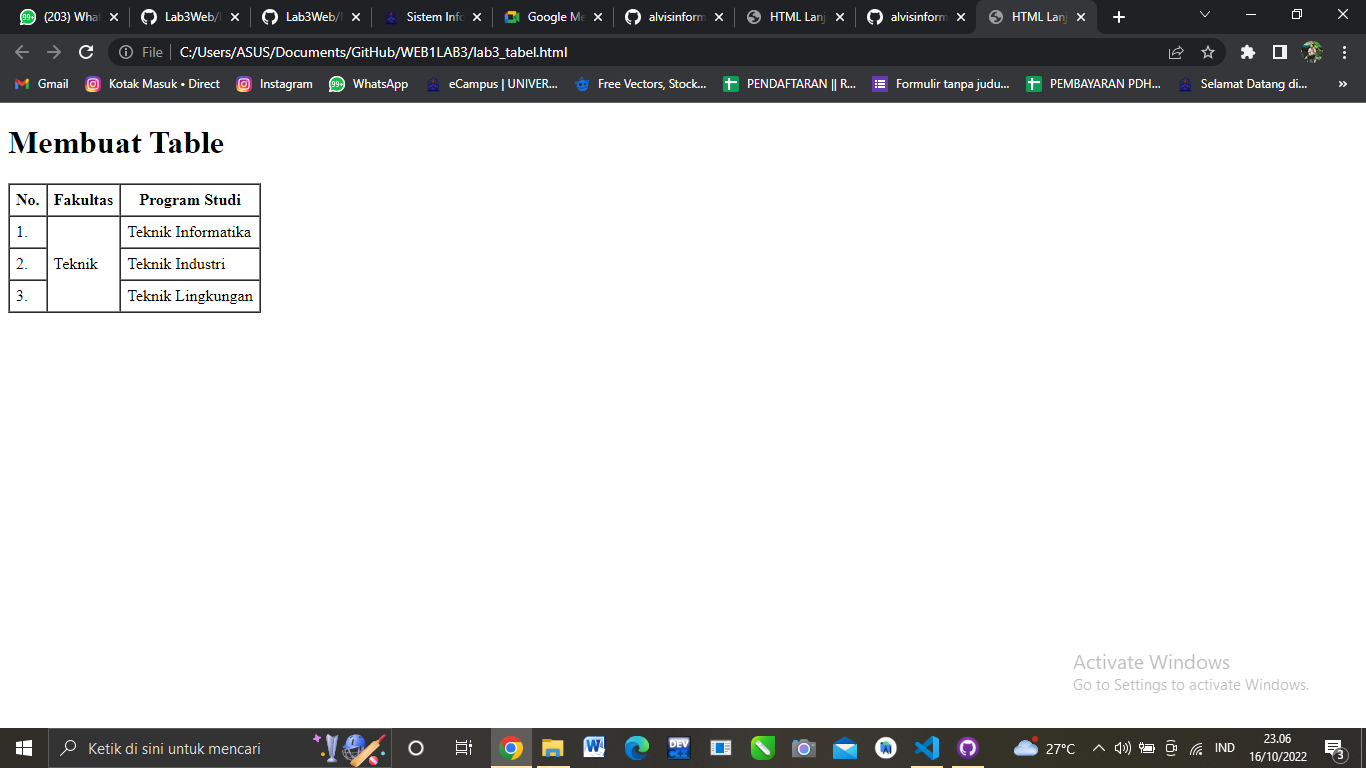 (203) Wha
Lab3Web/
Lab3Web/
Sistem Info
Google Me
alvisinform
HTML Lanj
alvisinform
HTML Lanj
File
C:/Users/ASUS/Documents/GitHub/WEB1LAB3/lab3_tabel.html
Gmail
Kotak Masuk • Direct
Instagram
WhatsApp
eCampus | UNIVER...
Free Vectors, Stock...
PENDAFTARAN || R...
Formulir tanpa judu...
PEMBAYARAN PDH...
Selamat Datang di...
»
Membuat Table
No. Fakultas Program Studi
1. Teknik Informatika
2. Teknik Teknik Industri
3. Teknik Lingkungan
Activate Windows
Go to Settings to activate Windows.
Ketik di sini untuk mencari
DEV
27°C
IND
23.06
16/10/2022
3